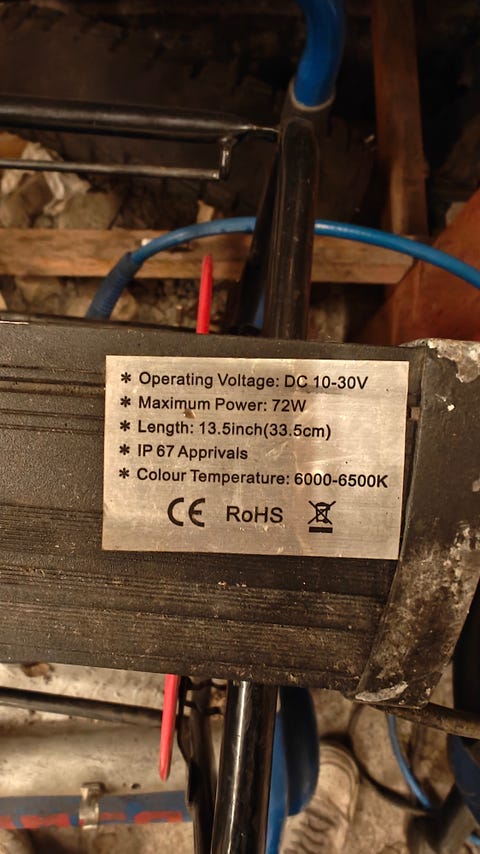 * Operating Voltage: DC 10-30V
* Maximum Power: 72W
* Length: 13.5inch(33.5cm)
* IP 67 Apprivals
* Colour Temperature: 6000-6500K
CE RoHS